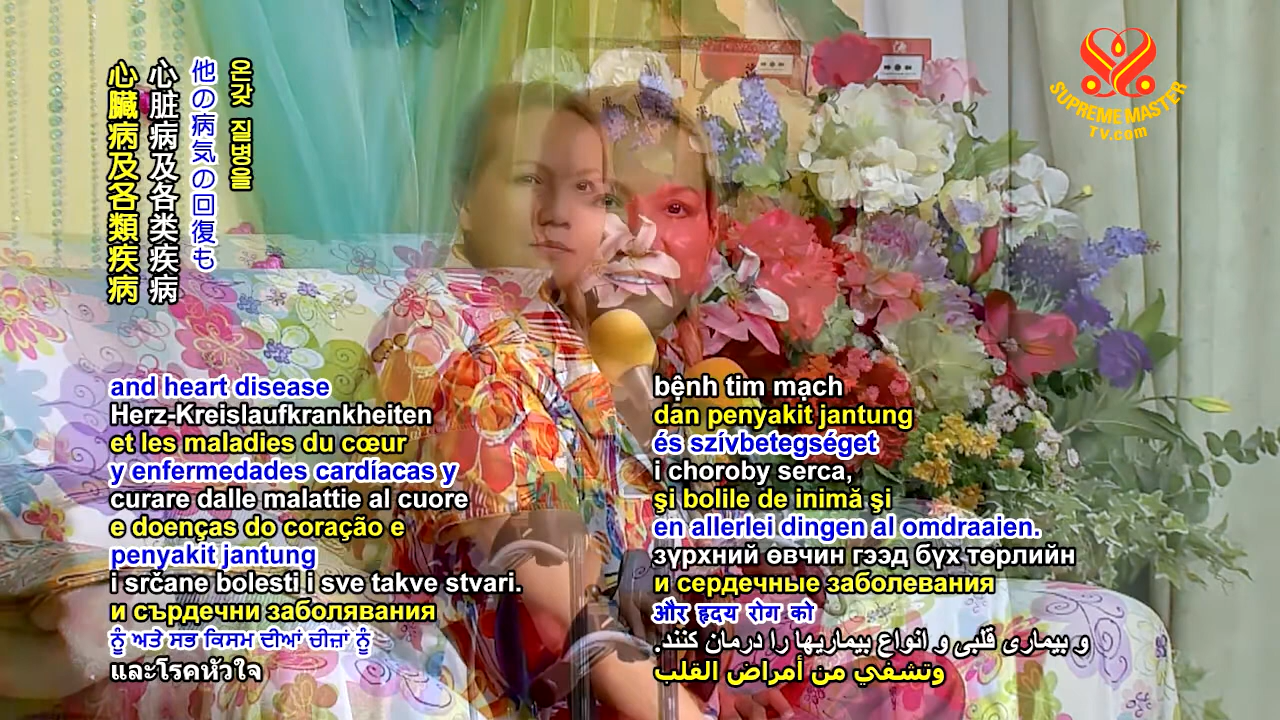 SUPREME MASTER
TV.com
온갖 질병을
他の病気の回復も
心脏病及各类疾病
心臟病及各類疾病
and heart disease
Herz-Kreislaufkrankheiten
et les maladies du cœur
y enfermedades cardíacas y
curare dalle malattie al cuore
e doenças do coração e
penyakit jantung
i srčane bolesti i sve takve stvari.
и сърдечни заболявания
ਨੂੰ ਅਤੇ ਸਭ ਕਿਸਮ ਦੀਆਂ ਚੀਜ਼ਾਂ ਨੂੰ
และโรคหัวใจ
bệnh tim mạch
dan penyakit jantung
és szívbetegséget
i choroby serca,
şi bolile de inimă şi
en allerlei dingen al omdraaien.
зүрхний өвчин гээд бүх төрлийн
и сердечные заболевания
और हृदय रोग को
و بیماری قلبی و انواع بیماریها را درمان کنند.
وتشفي من أمراض القلب